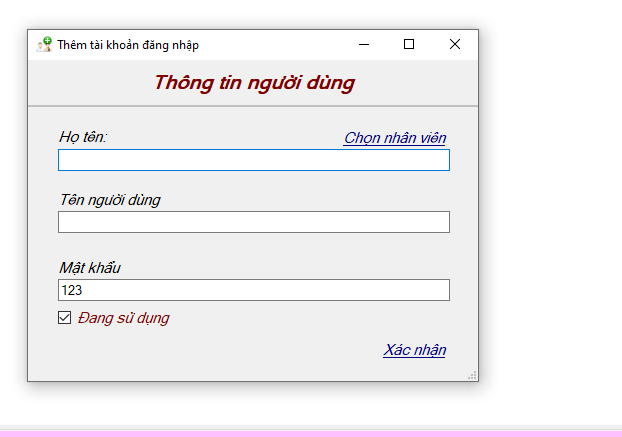 Thêm tài khoản đăng nhập
Thông tin người dùng
Họ tên:
Chọn nhân viên
Tên người dùng
Mật khẩu
123
Đang sử dụng
Xác nhận